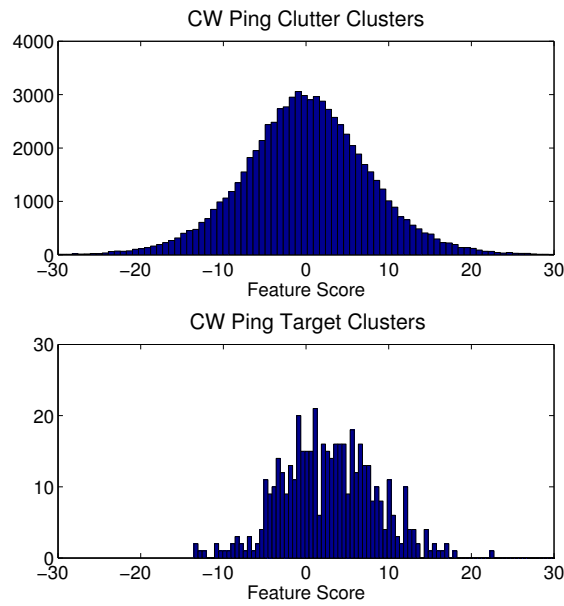 CW Ping Clutter Clusters
4000
3000
2000
1000
0
−30 −20 −10 0 10 20 30
Feature Score
CW Ping Target Clusters
30
20
10
0
−30 −20 −10 0 10 20 30
Feature Score